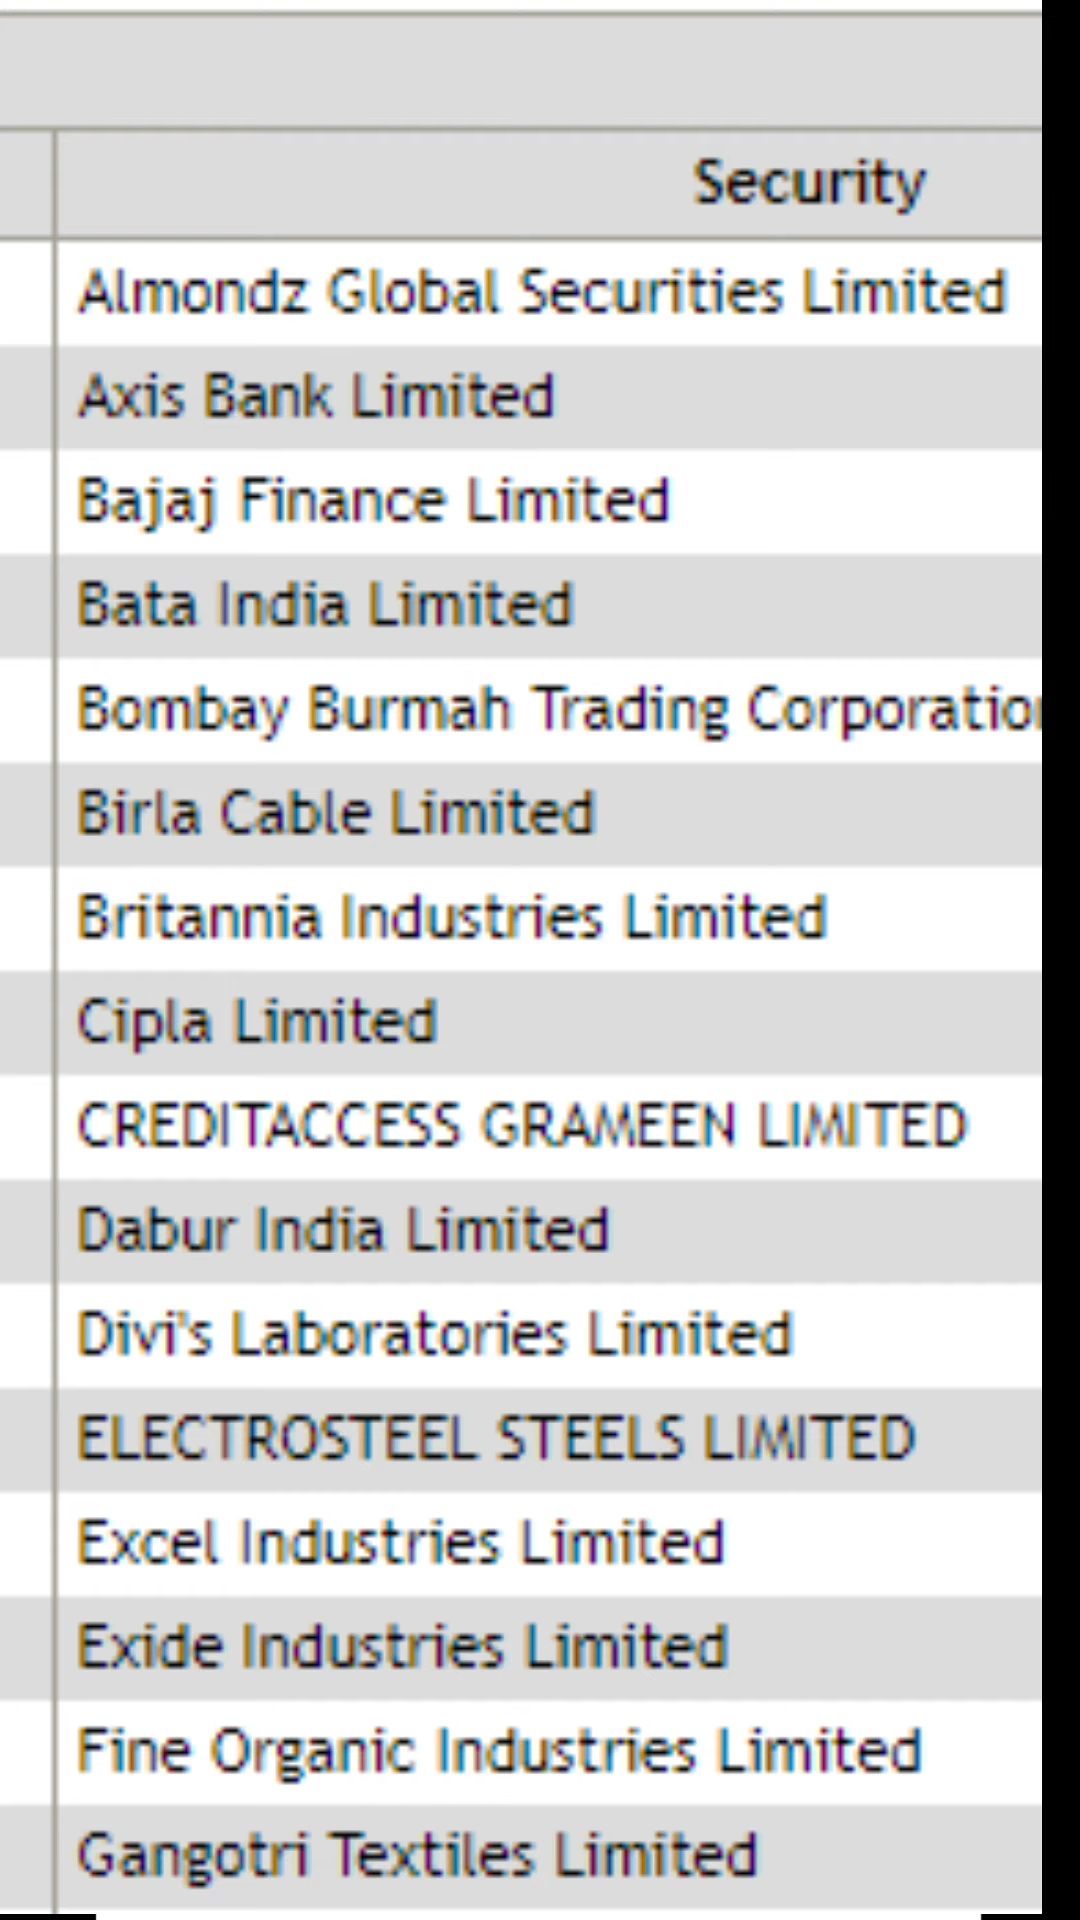 Security
Almondz Global Securities Limited
Axis Bank Limited
Bajaj Finance Limited
Bata India Limited
Bombay Burmah Trading Corporation
Birla Cable Limited
Britannia Industries Limited
Cipla Limited
CREDITACCESS GRAMEEN LIMITED
Dabur India Limited
Divi's Laboratories Limited
ELECTROSTEEL STEELS LIMITED
Excel Industries Limited
Exide Industries Limited
Fine Organic Industries Limited
Gangotri Textiles Limited